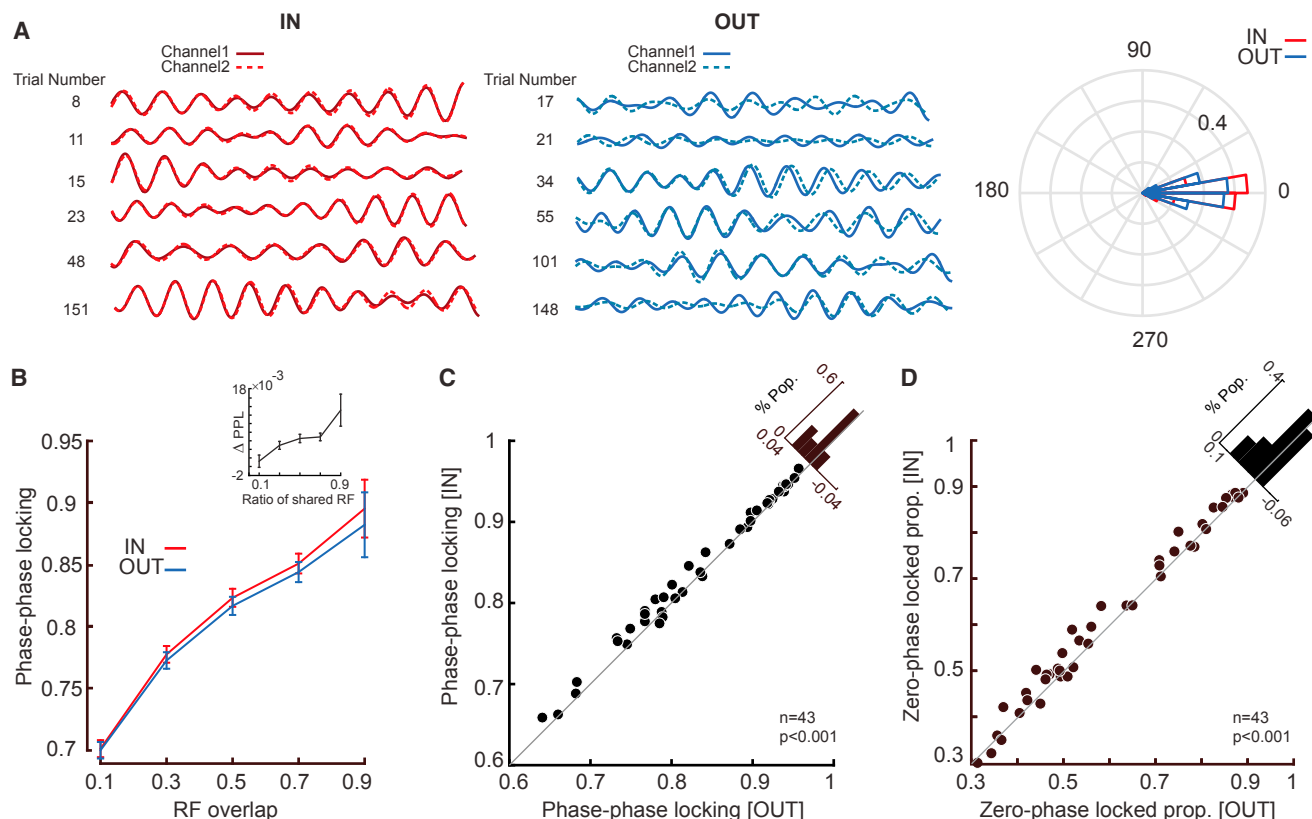 A
IN
Channel1
Channel2
Trial Number
8
11
15
23
48
151
OUT
Channel1
Channel2
17
21
34
55
101
148
IN
OUT
90
0.4
180
0
270
B
Phase-phase locking
0.95
0.9
0.85
0.8
0.75
0.7
0.1
0.3
0.5
0.7
0.9
RF overlap
IN
OUT
18
×10⁻³
Δ PPL
-2
0.1
0.9
Ratio of shared RF
C
Phase-phase locking [IN]
1
0.9
0.8
0.7
0.6
0.6
0.7
0.8
0.9
1
Phase-phase locking [OUT]
% Pop.
0.6
0
0.04
-0.04
n=43
p<0.001
D
Zero-phase locked prop. [IN]
1
0.9
0.7
0.5
0.3
0.3
0.5
0.7
0.9
1
Zero-phase locked prop. [OUT]
% Pop.
0.4
0
0.1
-0.06
n=43
p<0.001